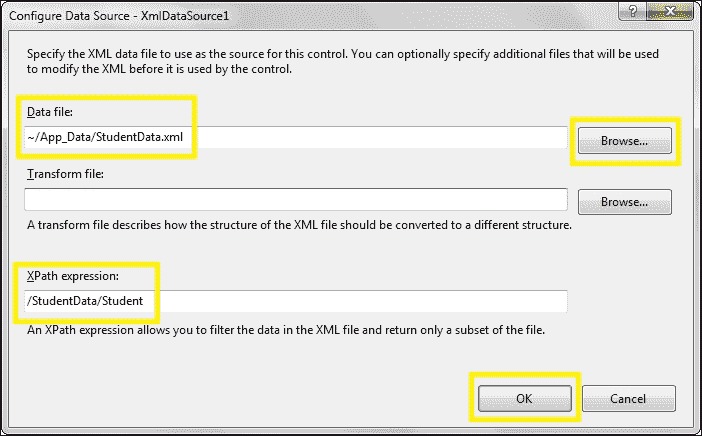 Configure Data Source - XmlDataSource1
?
Specify the XML data file to use as the source for this control. You can optionally specify additional files that will be used
to modify the XML before it is used by the control.
Data file:
~/App_Data/StudentData.xml
Browse...
Transform file:
Browse...
A transform file describes how the structure of the XML file should be converted to a different structure.
XPath expression:
/StudentData/Student
An XPath expression allows you to filter the data in the XML file and return only a subset of the file.
OK
Cancel